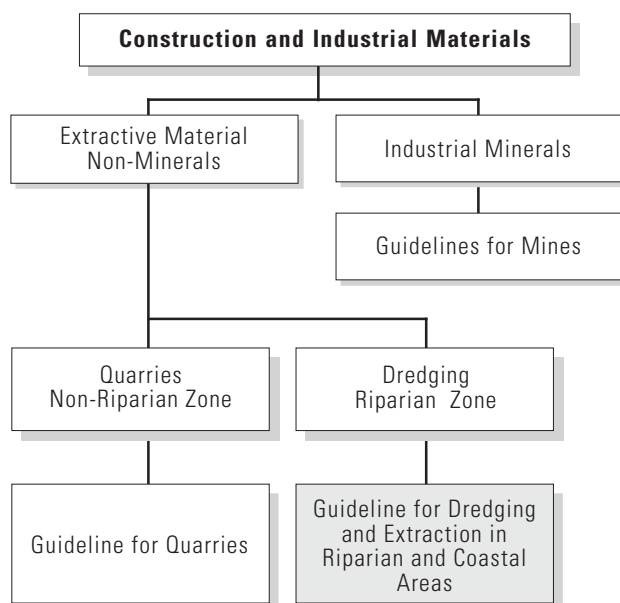 Construction and Industrial Materials
Extractive Material
Non-Minerals
Industrial Minerals
Guidelines for Mines
Quarries
Non-Riparian Zone
Dredging
Riparian Zone
Guideline for Quarries
Guideline for Dredging
and Extraction in
Riparian and Coastal
Areas